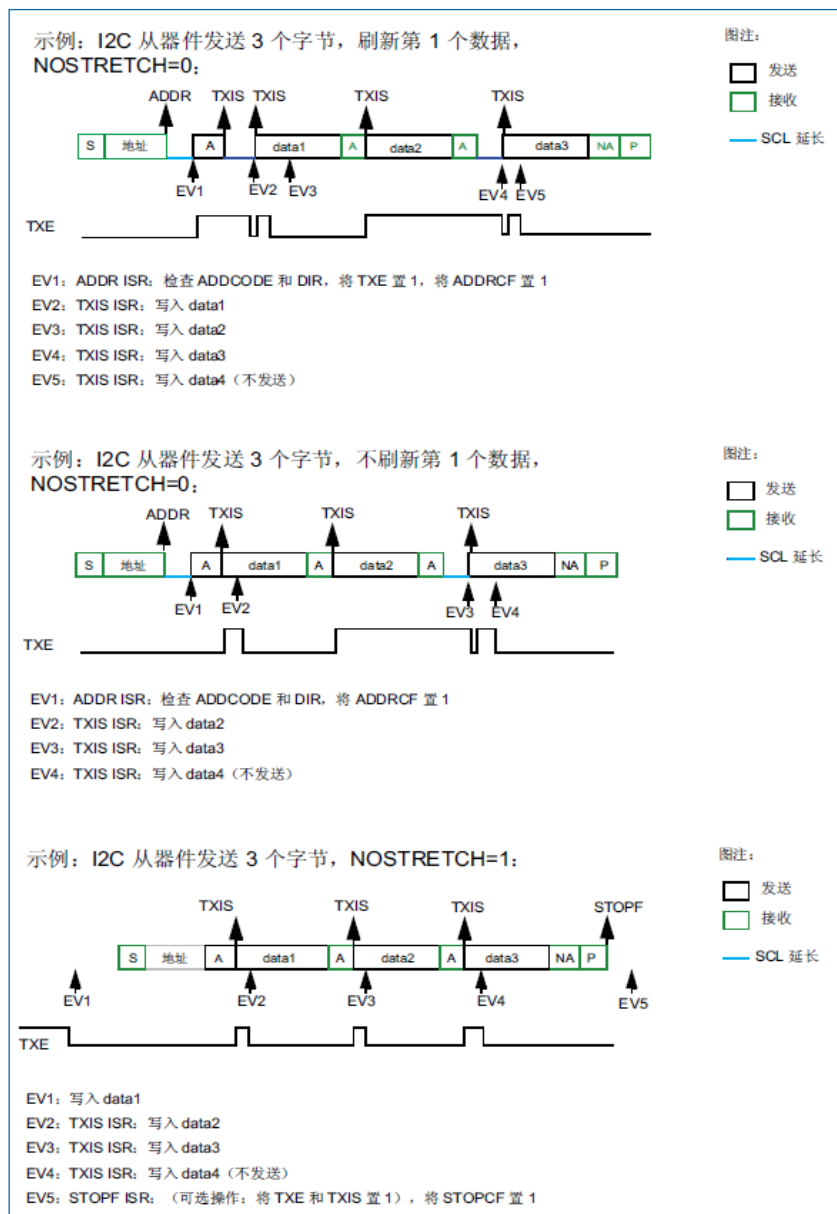 示例：I2C 从器件发送 3 个字节，刷新第 1 个数据，
NOSTRETCH=0：
图注：
发送
接收
SCL 延长
ADDR TXIS TXIS TXIS TXIS
S 地址 A data1 A data2 A data3 NA P
EV1 EV2 EV3 EV4 EV5
TXE
EV1：ADDR ISR：检查 ADDCODE 和 DIR，将 TXE 置 1，将 ADDRCF 置 1
EV2：TXIS ISR：写入 data1
EV3：TXIS ISR：写入 data2
EV4：TXIS ISR：写入 data3
EV5：TXIS ISR：写入 data4（不发送）
示例：I2C 从器件发送 3 个字节，不刷新第 1 个数据，
NOSTRETCH=0：
图注：
发送
接收
SCL 延长
ADDR TXIS TXIS TXIS
S 地址 A data1 A data2 A data3 NA P
EV1 EV2 EV3 EV4
TXE
EV1：ADDR ISR：检查 ADDCODE 和 DIR，将 ADDRCF 置 1
EV2：TXIS ISR：写入 data2
EV3：TXIS ISR：写入 data3
EV4：TXIS ISR：写入 data4（不发送）
示例：I2C 从器件发送 3 个字节，NOSTRETCH=1：
图注：
发送
接收
SCL 延长
TXIS TXIS TXIS STOPF
S 地址 A data1 A data2 A data3 NA P
EV1 EV2 EV3 EV4 EV5
TXE
EV1：写入 data1
EV2：TXIS ISR：写入 data2
EV3：TXIS ISR：写入 data3
EV4：TXIS ISR：写入 data4（不发送）
EV5：STOPF ISR：（可选操作：将 TXE 和 TXIS 置 1），将 STOPCF 置 1